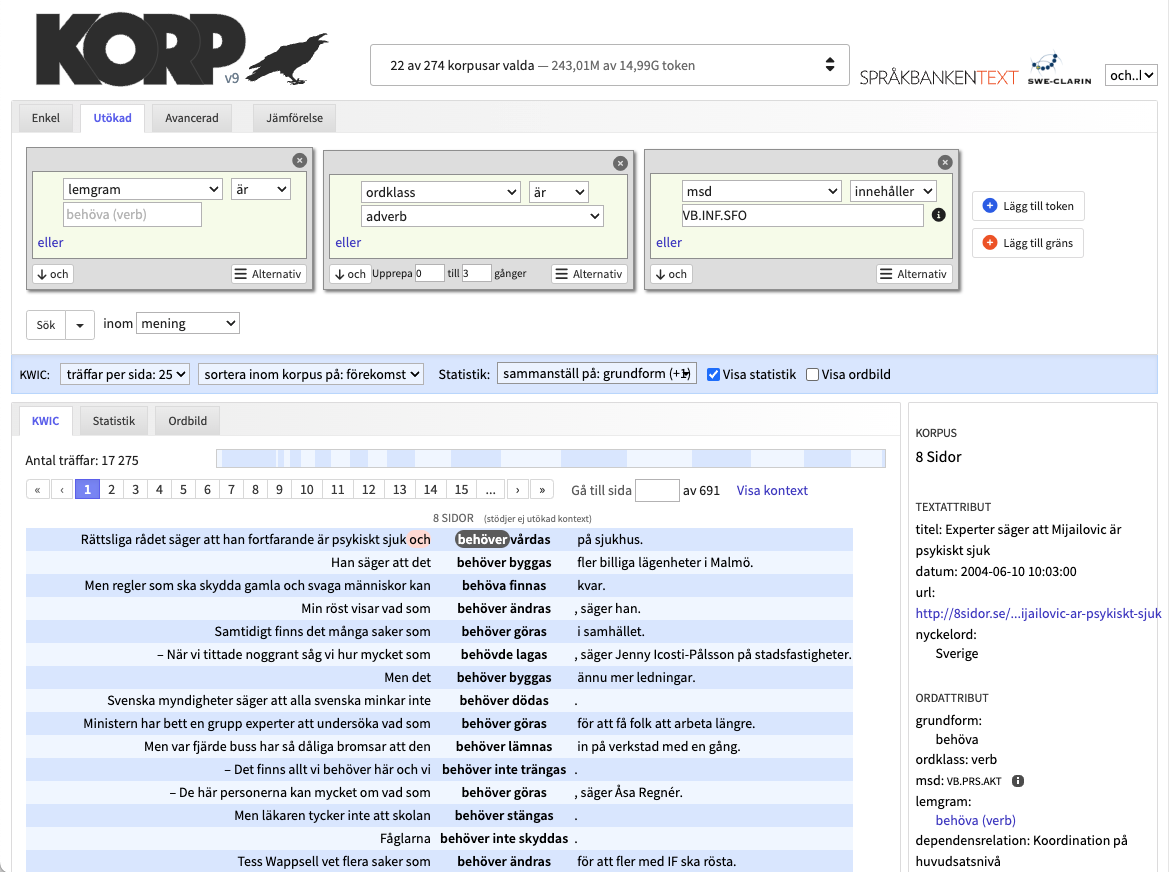 KORP
v9
22 av 274 korpusar valda — 243,01M av 14,99G token
SPRÅKBANKENTEXT
SWE-CLARIN
och..l
Enkel
Utökad
Avancerad
Jämförelse
lemgram är
behöva (verb)
eller
och
Alternativ
ordklass är
adverb
eller
och Upprepa 0 till 3 gånger
Alternativ
msd innehåller
VB.INF.SFO
eller
och
Alternativ
Lägg till token
Lägg till gräns
Sök
inom mening
KWIC: träffar per sida: 25 sortera inom korpus på: förekomst Statistik: sammanställ på: grundform (+1) Visa statistik Visa ordbild
KWIC
Statistik
Ordbild
Antal träffar: 17 275
« ‹ 1 2 3 4 5 6 7 8 9 10 11 12 13 14 15 ... › » Gå till sida av 691 Visa kontext
8 SIDOR (stödjer ej utökad kontext)
Rättsliga rådet säger att han fortfarande är psykiskt sjuk och behöver vårdas på sjukhus.
Han säger att det behöver byggas fler billiga lägenheter i Malmö.
Men regler som ska skydda gamla och svaga människor kan behöva finnas kvar.
Min röst visar vad som behöver ändras , säger han.
Samtidigt finns det många saker som behöver göras i samhället.
– När vi tittade noggrant såg vi hur mycket som behövde lagas , säger Jenny Icosti-Pålsson på stadsfastigheter.
Men det behöver byggas ännu mer ledningar.
Svenska myndigheter säger att alla svenska minkar inte behöver dödas .
Ministern har bett en grupp experter att undersöka vad som behöver göras för att få folk att arbeta längre.
Men var fjärde buss har så dåliga bromsar att den behöver lämnas in på verkstad med en gång.
– Det finns allt vi behöver här och vi behöver inte trängas .
– De här personerna kan mycket om vad som behöver göras , säger Åsa Regnér.
Men läkaren tycker inte att skolan behöver stängas .
Fåglarna behöver inte skyddas .
Tess Wappsell vet flera saker som behöver ändras för att fler med IF ska rösta.
KORPUS
8 Sidor
TEXTATTRIBUT
titel: Experter säger att Mijailovic är
psykiskt sjuk
datum: 2004-06-10 10:03:00
url:
http://8sidor.se/...ijailovic-ar-psykiskt-sjuk
nyckelord:
Sverige
ORDATTRIBUT
grundform:
behöva
ordklass: verb
msd: VB.PRS.AKT
lemgram:
behöva (verb)
dependensrelation: Koordination på
huvudsatsnivå